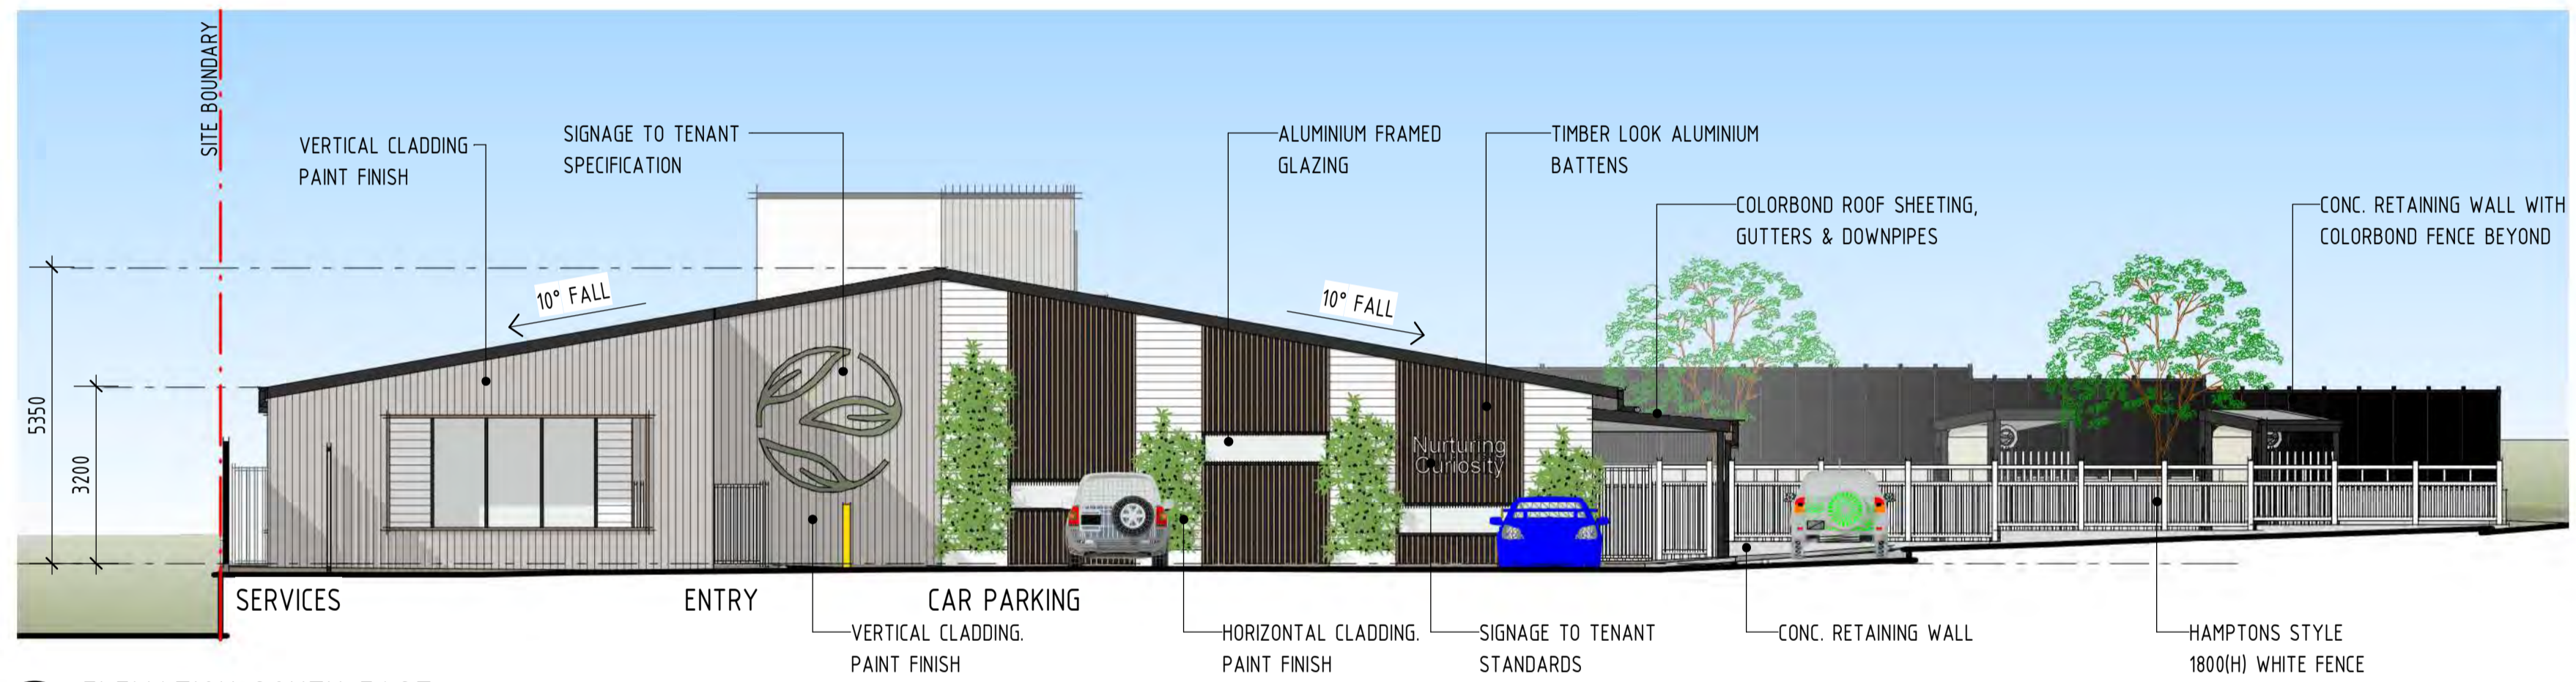 SITE BOUNDARY
VERTICAL CLADDING
PAINT FINISH
SIGNAGE TO TENANT
SPECIFICATION
ALUMINIUM FRAMED
GLAZING
TIMBER LOOK ALUMINIUM
BATTENS
COLORBOND ROOF SHEETING,
GUTTERS & DOWNPIPES
CONC. RETAINING WALL WITH
COLORBOND FENCE BEYOND
10° FALL
10° FALL
5350
3200
Nurturing
Curiosity
SERVICES
ENTRY
CAR PARKING
VERTICAL CLADDING.
PAINT FINISH
HORIZONTAL CLADDING.
PAINT FINISH
SIGNAGE TO TENANT
STANDARDS
CONC. RETAINING WALL
HAMPTONS STYLE
1800(H) WHITE FENCE